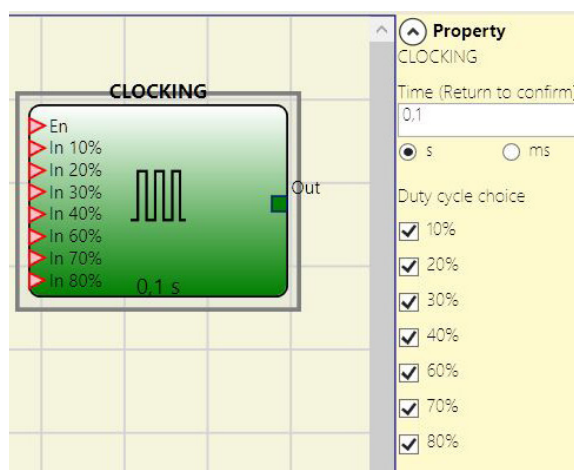 CLOCKING
En
In 10%
In 20%
In 30%
In 40%
In 60%
In 70%
In 80%
Out
0,1 s
Property
CLOCKING
Time (Return to confirm)
0,1
s ms
Duty cycle choice
10%
20%
30%
40%
60%
70%
80%